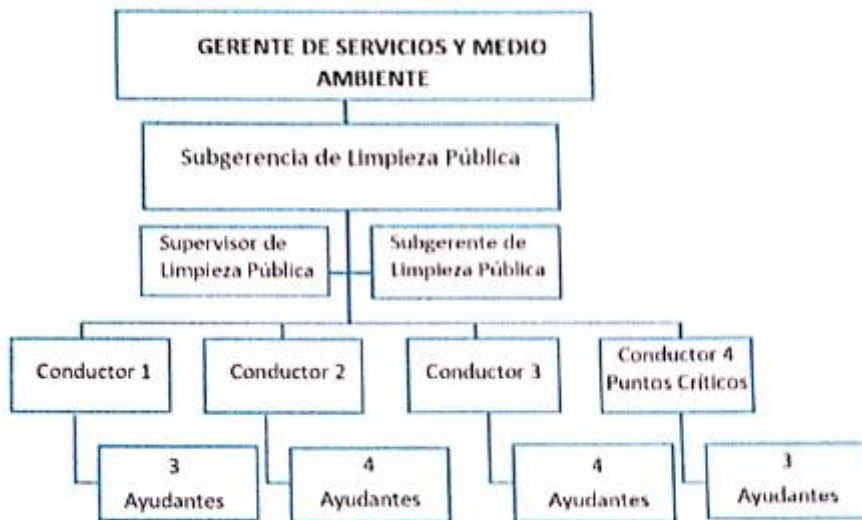 GERENTE DE SERVICIOS Y MEDIO
AMBIENTE
Subgerencia de Limpieza Pública
Supervisor de
Limpieza Pública
Subgerente de
Limpieza Pública
Conductor 1
Conductor 2
Conductor 3
Conductor 4
Puntos Críticos
3
Ayudantes
4
Ayudantes
4
Ayudantes
3
Ayudantes